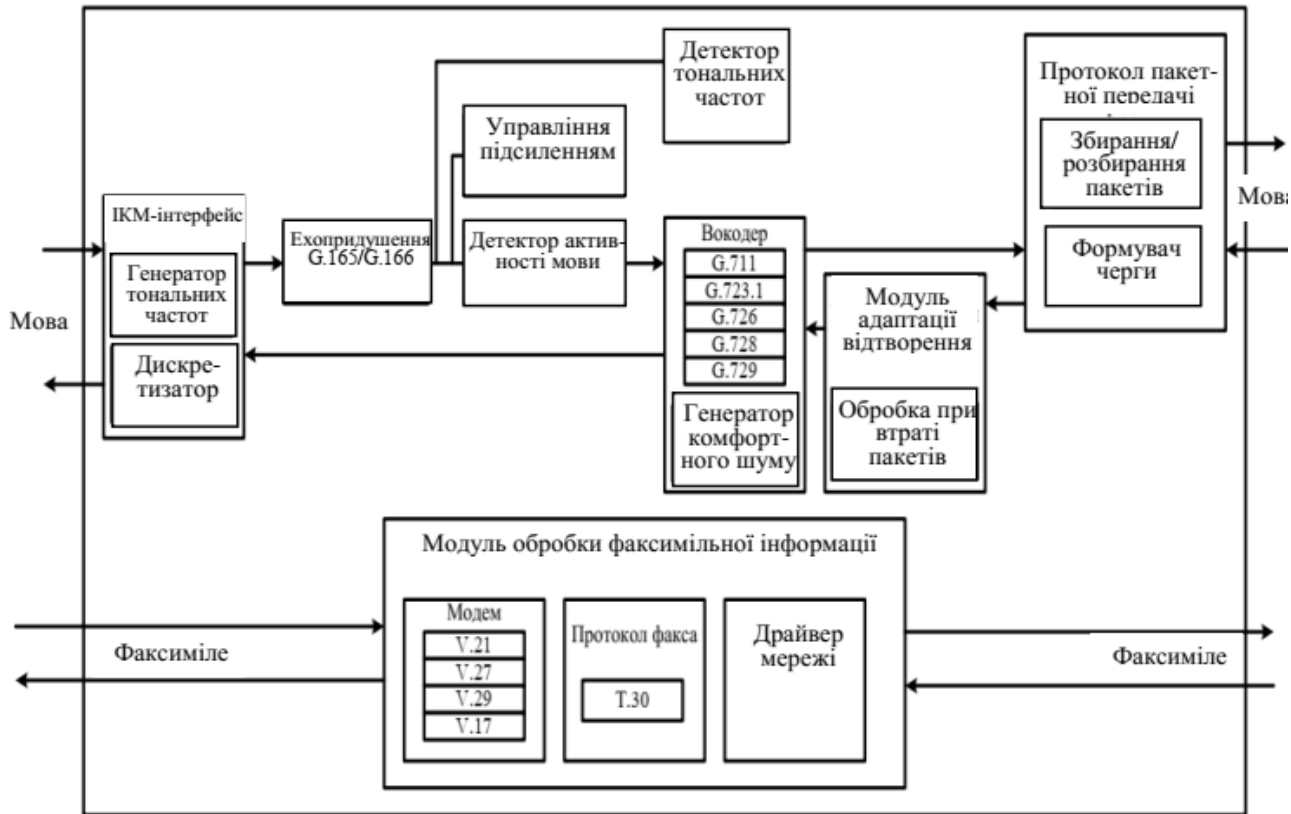 Детектор
тональних
частот
Протокол пакет-
ної передачі
Управління
підсиленням
Збирання/
розбирання
пакетів
Мова
ІКМ-інтерфейс
Ехопридушення
G.165/G.166
Детектор актив-
ності мови
Вокодер
G.711
G.723.1
G.726
G.728
G.729
Формувач
черги
Генератор
тональних
частот
Модуль
адаптації
відтворення
Мова
Дискре-
тизатор
Генератор
комфорт-
ного шуму
Обробка при
втраті
пакетів
Модуль обробки факсимільної інформації
Модем
V.21
V.27
V.29
V.17
Протокол факса
T.30
Драйвер
мережі
Факсиміле
Факсиміле